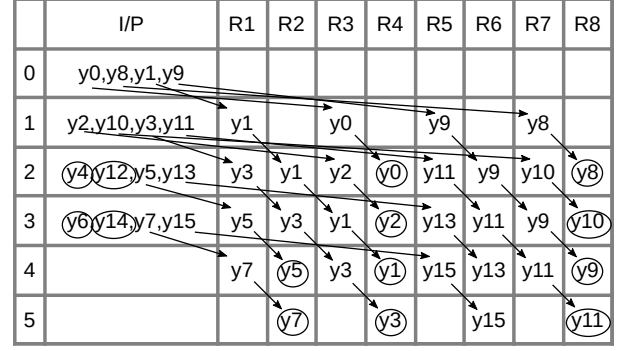 I/P R1 R2 R3 R4 R5 R6 R7 R8
0 y0,y8,y1,y9
1 y2,y10,y3,y11 y1 y0 y9 y8
2 y4,y12,y5,y13 y3 y1 y2 y0 y11 y9 y10 y8
3 y6,y14,y7,y15 y5 y3 y1 y2 y13 y11 y9 y10
4 y7 y5 y3 y1 y15 y13 y11 y9
5 y7 y3 y15 y11